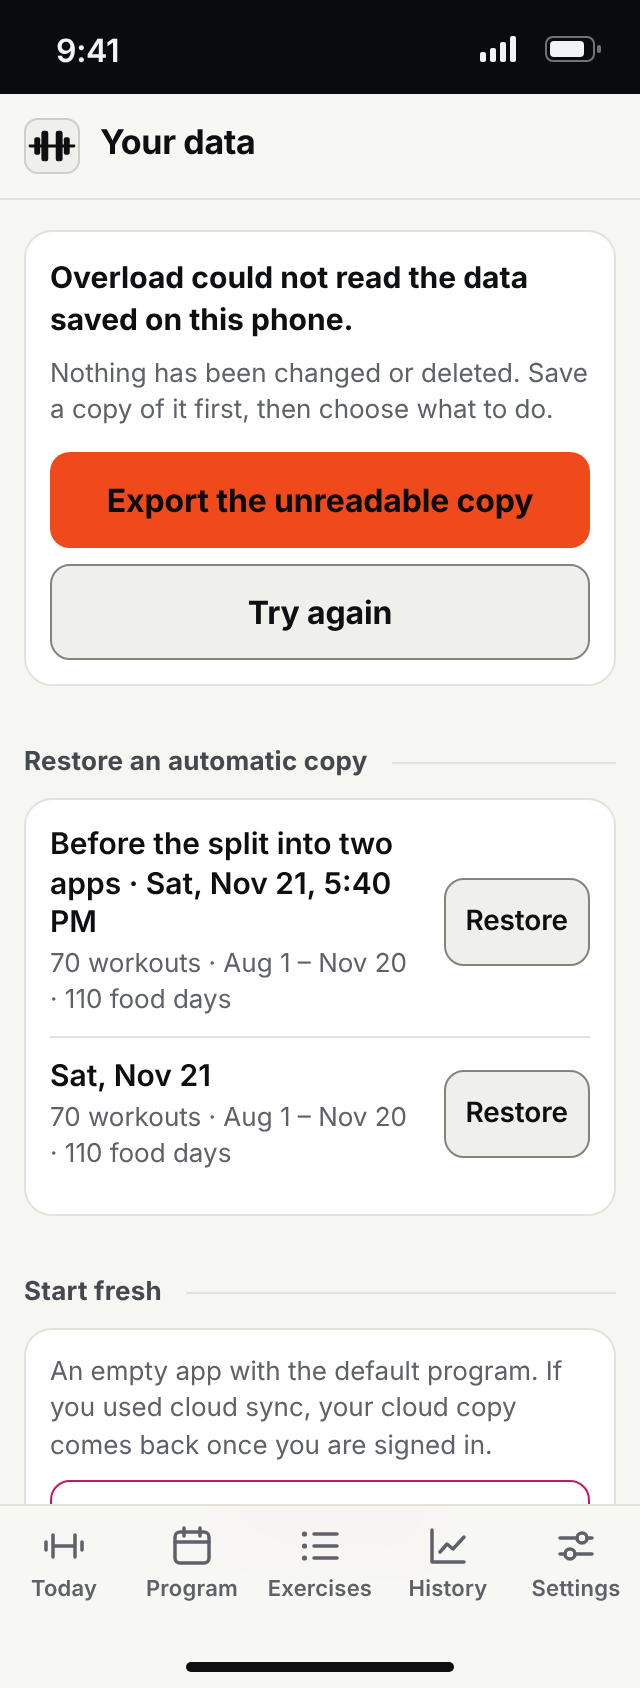 9:41
Your data
Overload could not read the data
saved on this phone.
Nothing has been changed or deleted. Save
a copy of it first, then choose what to do.
Export the unreadable copy
Try again
Restore an automatic copy
Before the split into two
apps · Sat, Nov 21, 5:40
PM
70 workouts · Aug 1 – Nov 20
· 110 food days
Restore
Sat, Nov 21
70 workouts · Aug 1 – Nov 20
· 110 food days
Restore
Start fresh
An empty app with the default program. If
you used cloud sync, your cloud copy
comes back once you are signed in.
Today
Program
Exercises
History
Settings